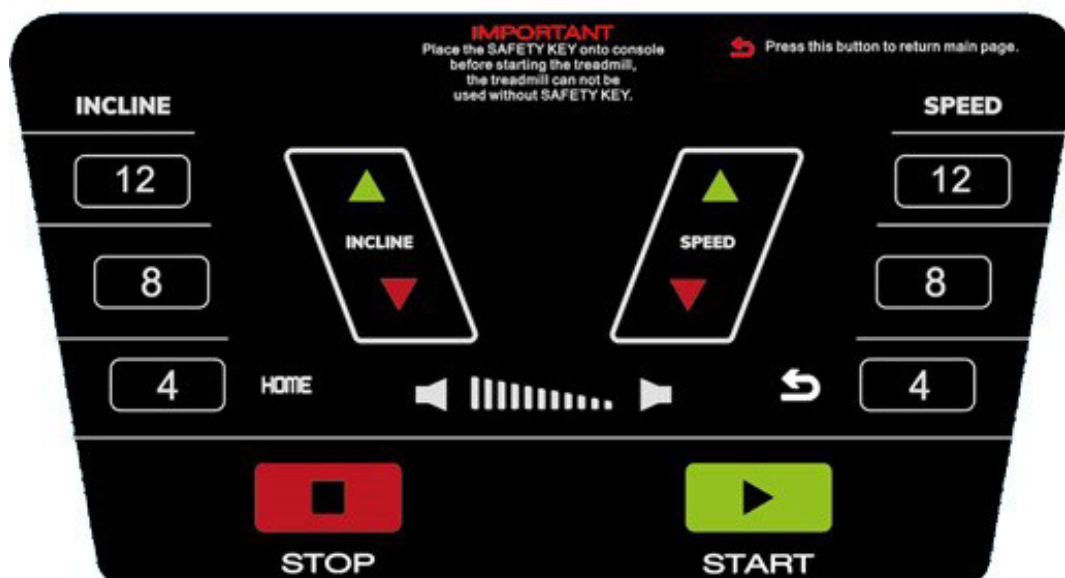 IMPORTANT
Place the SAFETY KEY onto console
before starting the treadmill,
the treadmill can not be
used without SAFETY KEY.
Press this button to return main page.
INCLINE
SPEED
12
12
INCLINE
SPEED
8
8
4
HOME
4
STOP
START